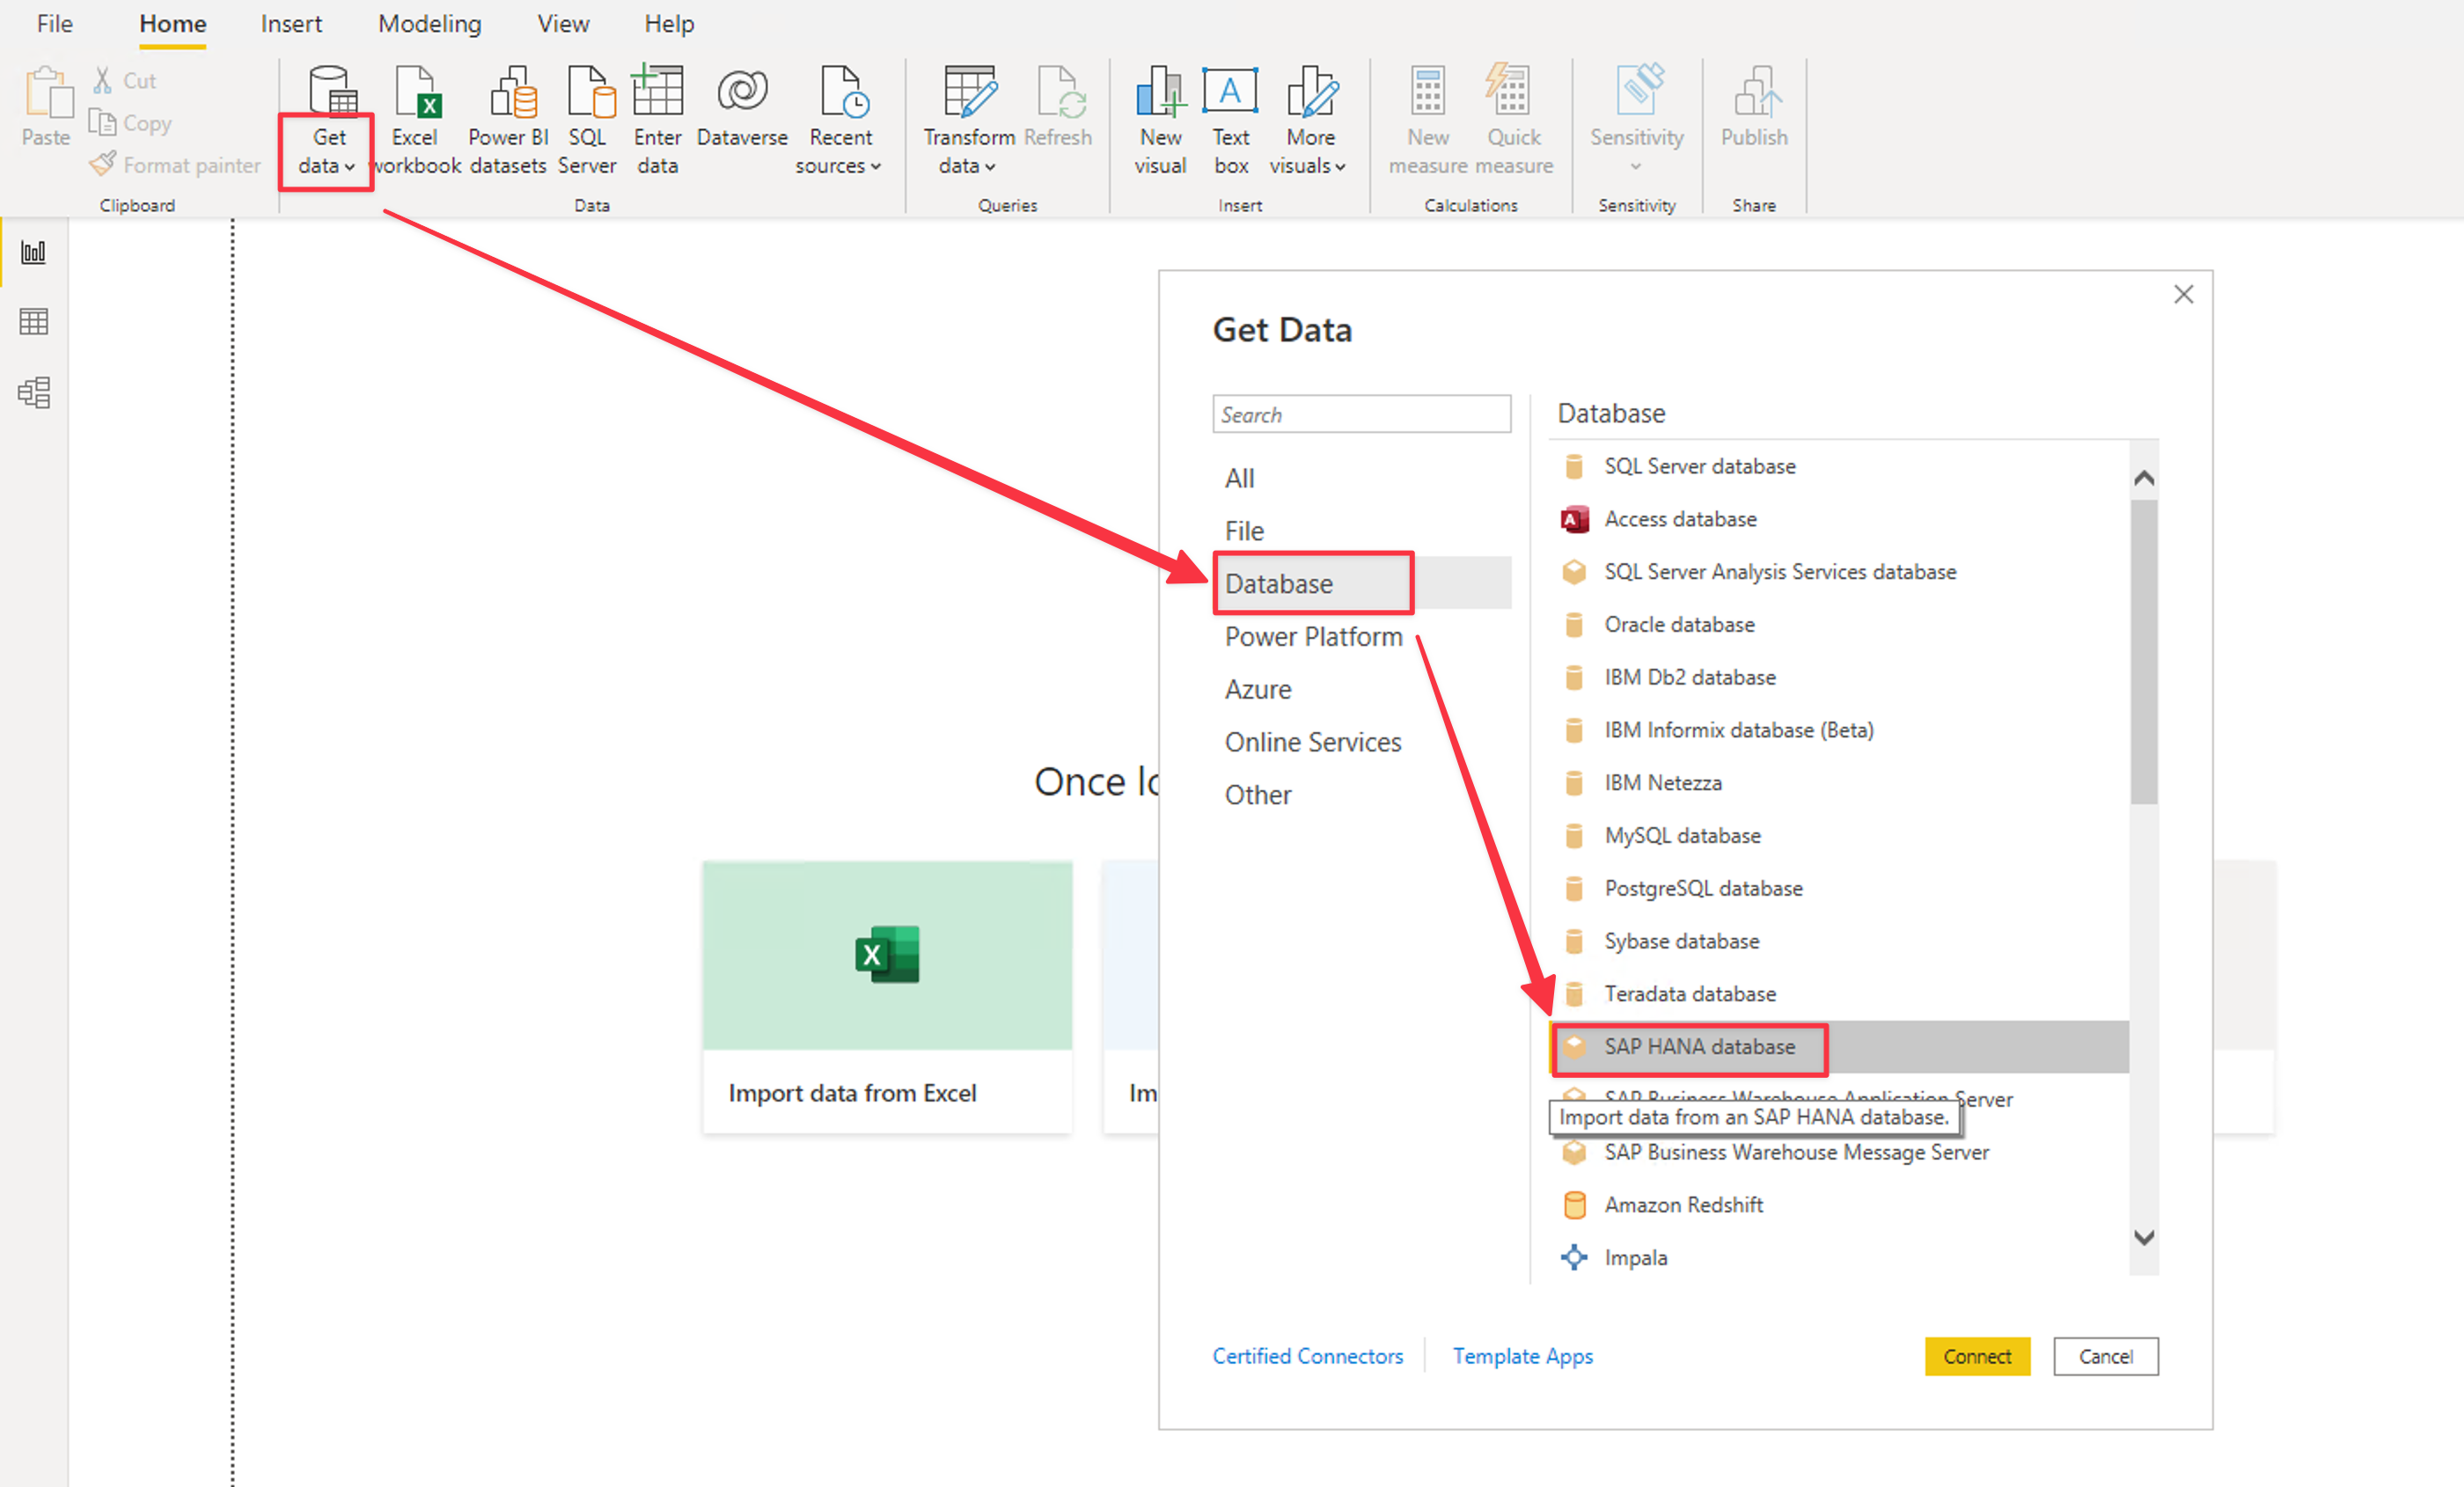 File Home Insert Modeling View Help
Paste
Cut
Copy
Format painter
Clipboard
Get data
Excel workbook
Power BI datasets
SQL Server
Enter data
Dataverse
Recent sources
Data
Transform data
Refresh
Queries
New visual
Text box
More visuals
Insert
New measure
Quick measure
Calculations
Sensitivity
Sensitivity
Publish
Share
Once lo
Import data from Excel
Im
Get Data
Search
All
File
Database
Power Platform
Azure
Online Services
Other
Database
SQL Server database
Access database
SQL Server Analysis Services database
Oracle database
IBM Db2 database
IBM Informix database (Beta)
IBM Netezza
MySQL database
PostgreSQL database
Sybase database
Teradata database
SAP HANA database
SAP Business Warehouse Application Server
Import data from an SAP HANA database.
SAP Business Warehouse Message Server
Amazon Redshift
Impala
Certified Connectors
Template Apps
Connect
Cancel